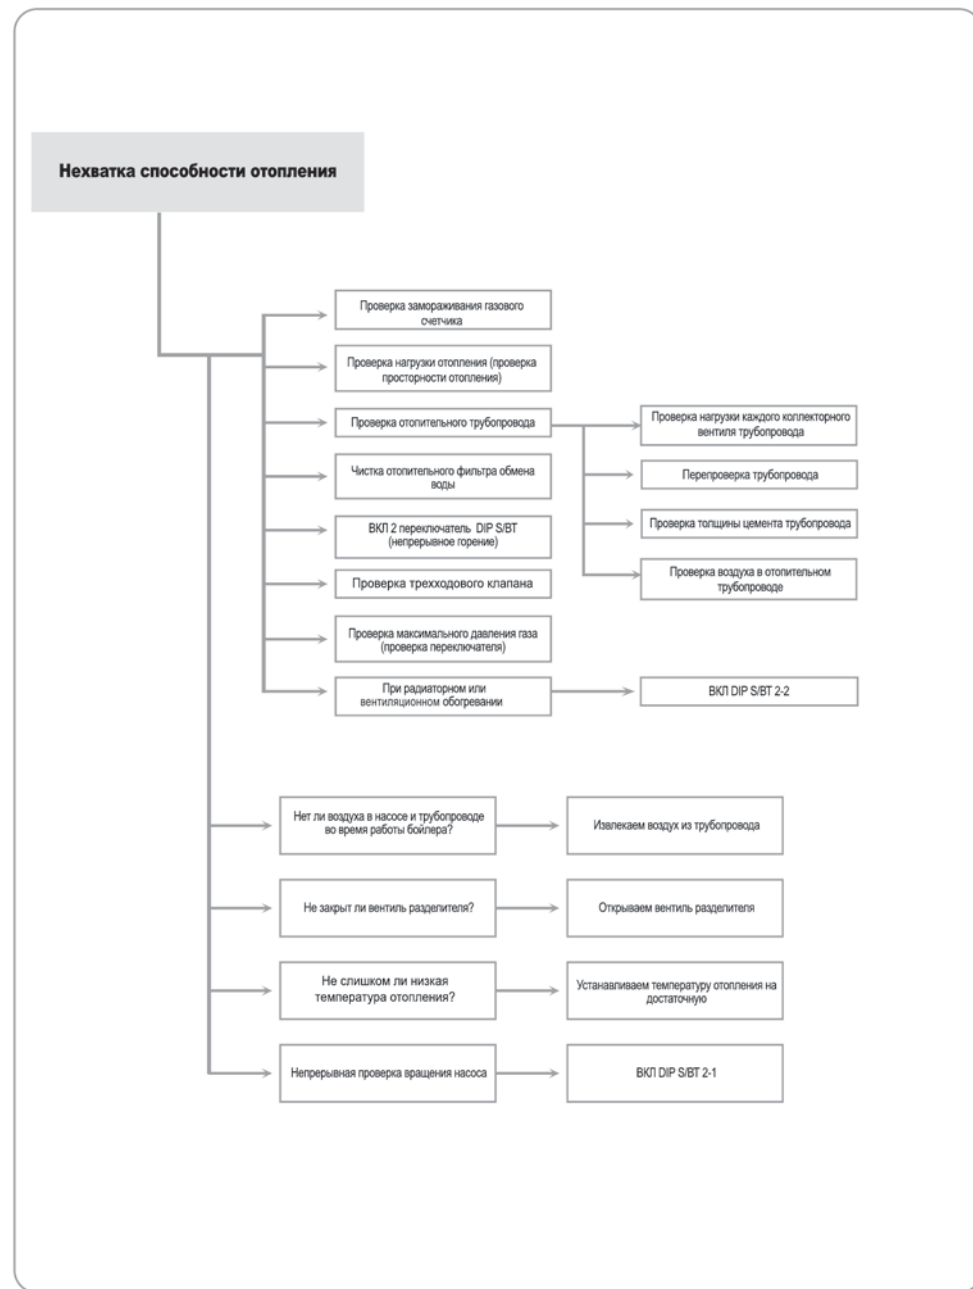 Нехватка способности отопления
Проверка замораживания газового
счетчика
Проверка нагрузки отопления (проверка
просторности отопления)
Проверка отопительного трубопровода
Проверка нагрузки каждого коллекторного
вентиля трубопровода
Перепроверка трубопровода
Проверка толщины цемента трубопровода
Проверка воздуха в отопительном
трубопроводе
Чистка отопительного фильтра обмена
воды
ВКЛ 2 переключатель DIP S/BT
(непрерывное горение)
Проверка трехходового клапана
Проверка максимального давления газа
(проверка переключателя)
При радиаторном или
вентиляционном обогревании
ВКЛ DIP S/BT 2-2
Нет ли воздуха в насосе и трубопроводе
во время работы бойлера?
Извлекаем воздух из трубопровода
Не закрыт ли вентиль разделителя?
Открываем вентиль разделителя
Не слишком ли низкая
температура отопления?
Устанавливаем температуру отопления на
достаточную
Непрерывная проверка вращения насоса
ВКЛ DIP S/BT 2-1